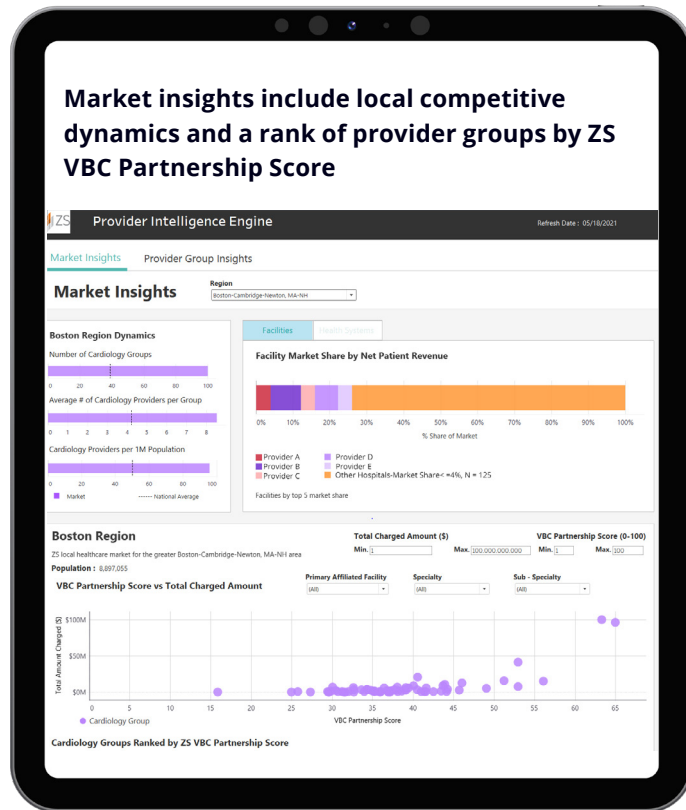 Market insights include local competitive
dynamics and a rank of provider groups by ZS
VBC Partnership Score
ZS
Provider Intelligence Engine
Refresh Date : 05/18/2021
Market Insights
Provider Group Insights
Market Insights
Region
Boston-Cambridge-Newton, MA-NH
Boston Region Dynamics
Number of Cardiology Groups
0 20 40 60 80 100
Average # of Cardiology Providers per Group
0 1 2 3 4 5 6 7 8
Cardiology Providers per 1M Population
0 20 40 60 80 100
Market
National Average
Facilities
Health Systems
Facility Market Share by Net Patient Revenue
0% 10% 20% 30% 40% 50% 60% 70% 80% 90% 100%
% Share of Market
Provider A
Provider B
Provider C
Provider D
Provider E
Other Hospitals-Market Share< =4%, N = 125
Facilities by top 5 market share
Boston Region
ZS local healthcare market for the greater Boston-Cambridge-Newton, MA-NH area
Population : 8,897,055
Total Charged Amount ($)
Min. 1
Max. 100,000,000,000
VBC Partnership Score (0-100)
Min. 1
Max. 100
VBC Partnership Score vs Total Charged Amount
Primary Affiliated Facility
(All)
Specialty
(All)
Sub - Specialty
(All)
Total Amount Charged ($)
$100M
$50M
$0M
0 5 10 15 20 25 30 35 40 45 50 55 60 65
VBC Partnership Score
Cardiology Group
Cardiology Groups Ranked by ZS VBC Partnership Score